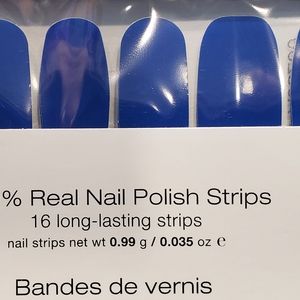 % Real Nail Polish Strips
16 long-lasting strips
nail strips net wt 0.99 g / 0.035 oz ℮
Bandes de vernis